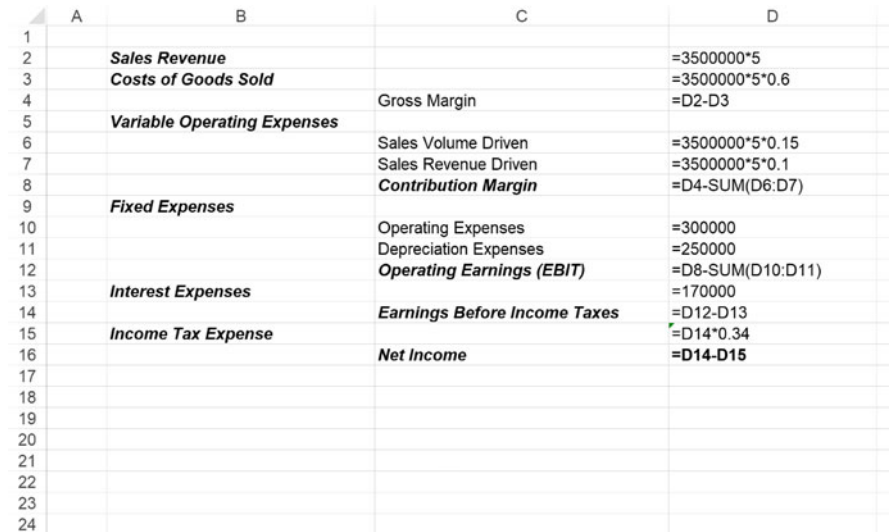 A B C D
1
2 Sales Revenue =3500000*5
3 Costs of Goods Sold =3500000*5*0.6
4 Gross Margin =D2-D3
5 Variable Operating Expenses
6 Sales Volume Driven =3500000*5*0.15
7 Sales Revenue Driven =3500000*5*0.1
8 Contribution Margin =D4-SUM(D6:D7)
9 Fixed Expenses
10 Operating Expenses =300000
11 Depreciation Expenses =250000
12 Operating Earnings (EBIT) =D8-SUM(D10:D11)
13 Interest Expenses =170000
14 Earnings Before Income Taxes =D12-D13
15 Income Tax Expense =D14*0.34
16 Net Income =D14-D15
17
18
19
20
21
22
23
24